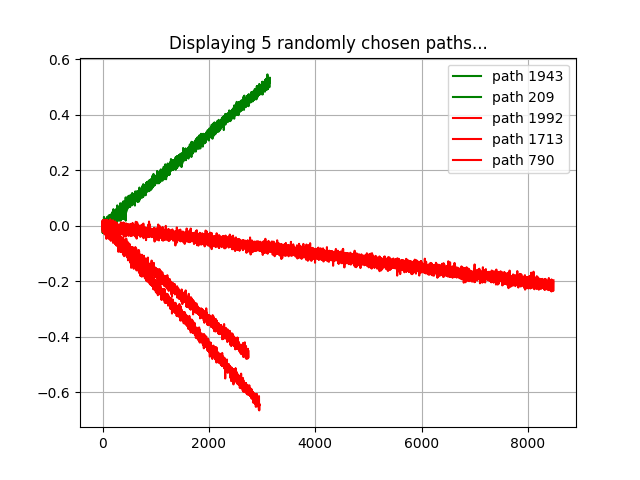 Displaying 5 randomly chosen paths...
path 1943
path 209
path 1992
path 1713
path 790
0.6
0.4
0.2
0.0
−0.2
−0.4
−0.6
0 2000 4000 6000 8000